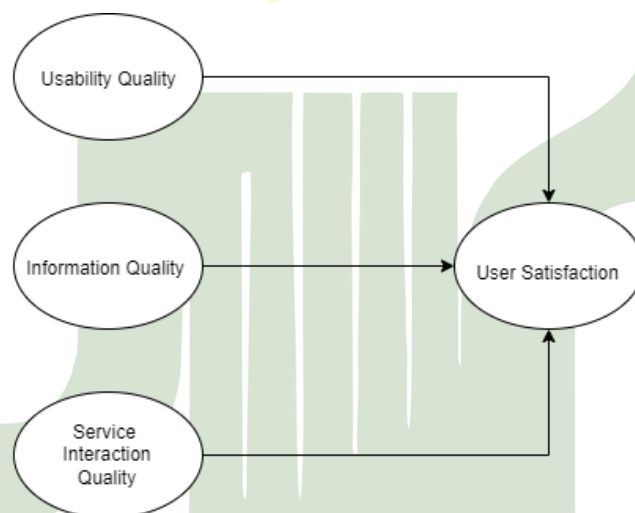 Usability Quality
Information Quality
User Satisfaction
Service
Interaction
Quality